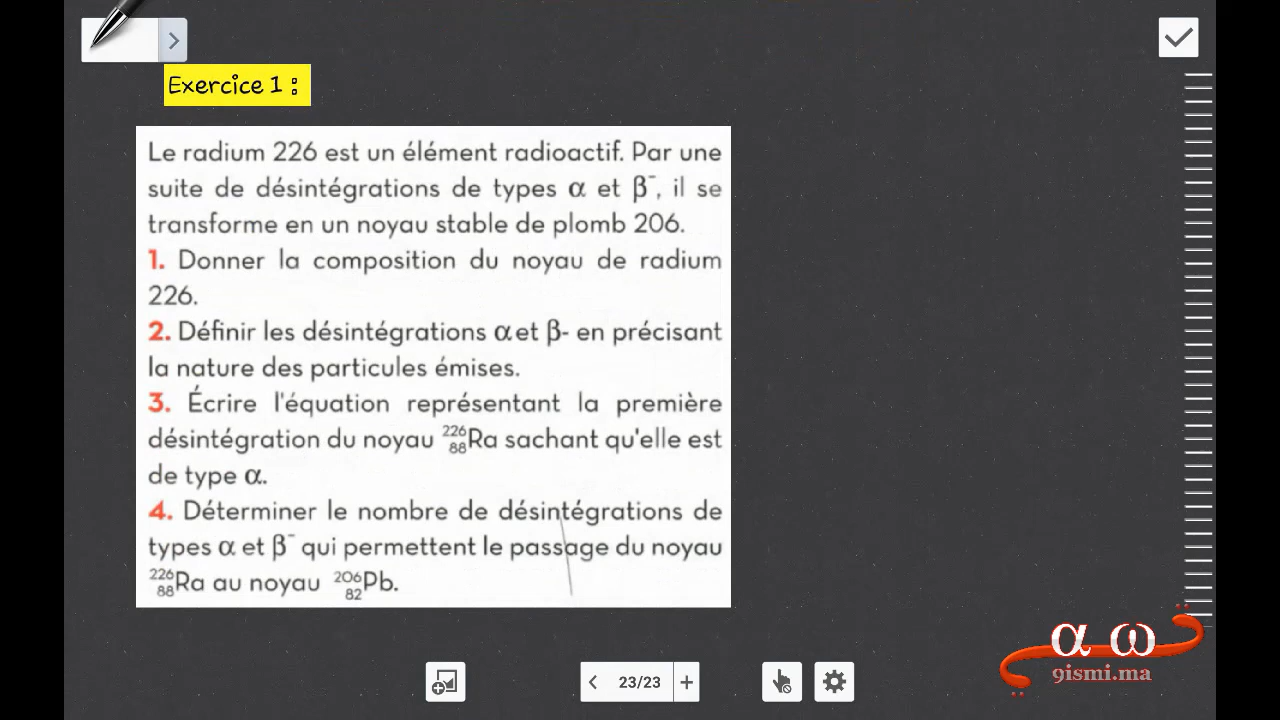 Exercice 1 :
Le radium 226 est un élément radioactif. Par une
suite de désintégrations de types α et β⁻, il se
transforme en un noyau stable de plomb 206.
1. Donner la composition du noyau de radium
226.
2. Définir les désintégrations α et β- en précisant
la nature des particules émises.
3. Écrire l'équation représentant la première
désintégration du noyau ²²⁶₈₈Ra sachant qu'elle est
de type α.
4. Déterminer le nombre de désintégrations de
types α et β⁻ qui permettent le passage du noyau
²²⁶₈₈Ra au noyau ²⁰⁶₈₂Pb.
23/23
α ω
9ismi.ma